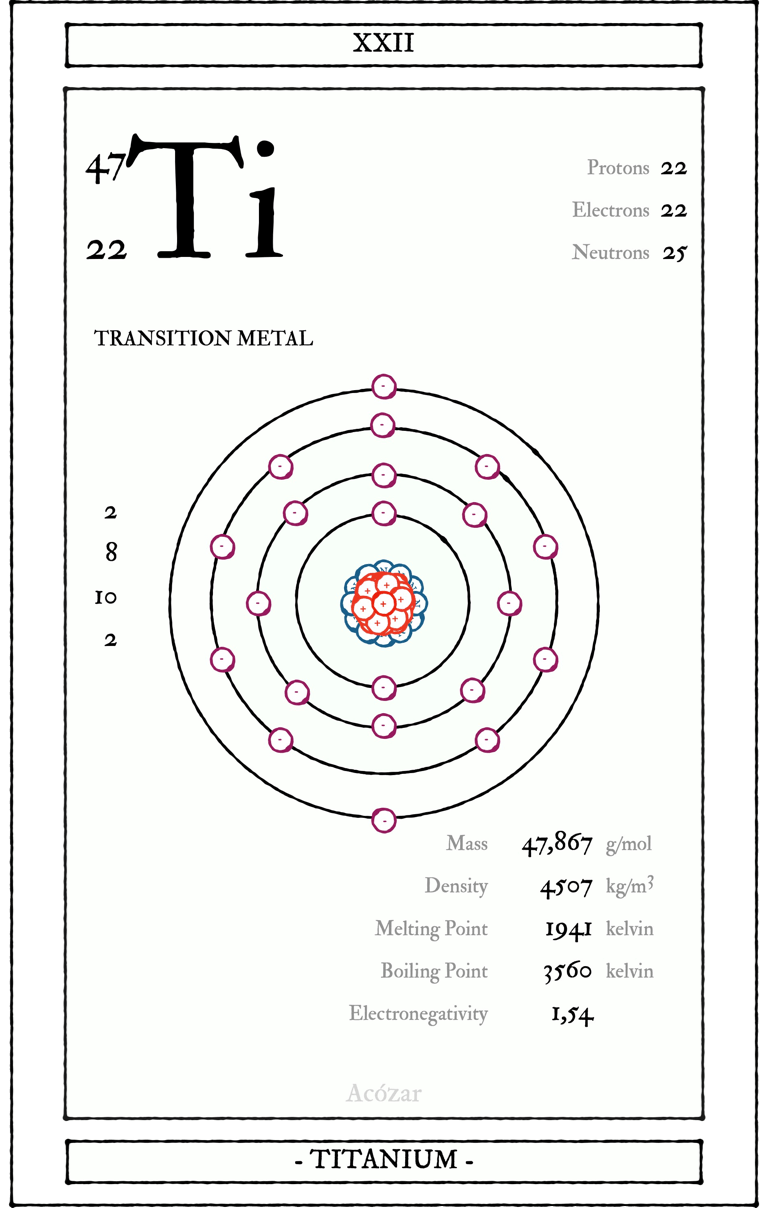 XXII
47
Ti
22
Protons 22
Electrons 22
Neutrons 25
TRANSITION METAL
2
8
10
2
Mass 47,867 g/mol
Density 4507 kg/m³
Melting Point 1941 kelvin
Boiling Point 3560 kelvin
Electronegativity 1,54
Acózar
- TITANIUM -